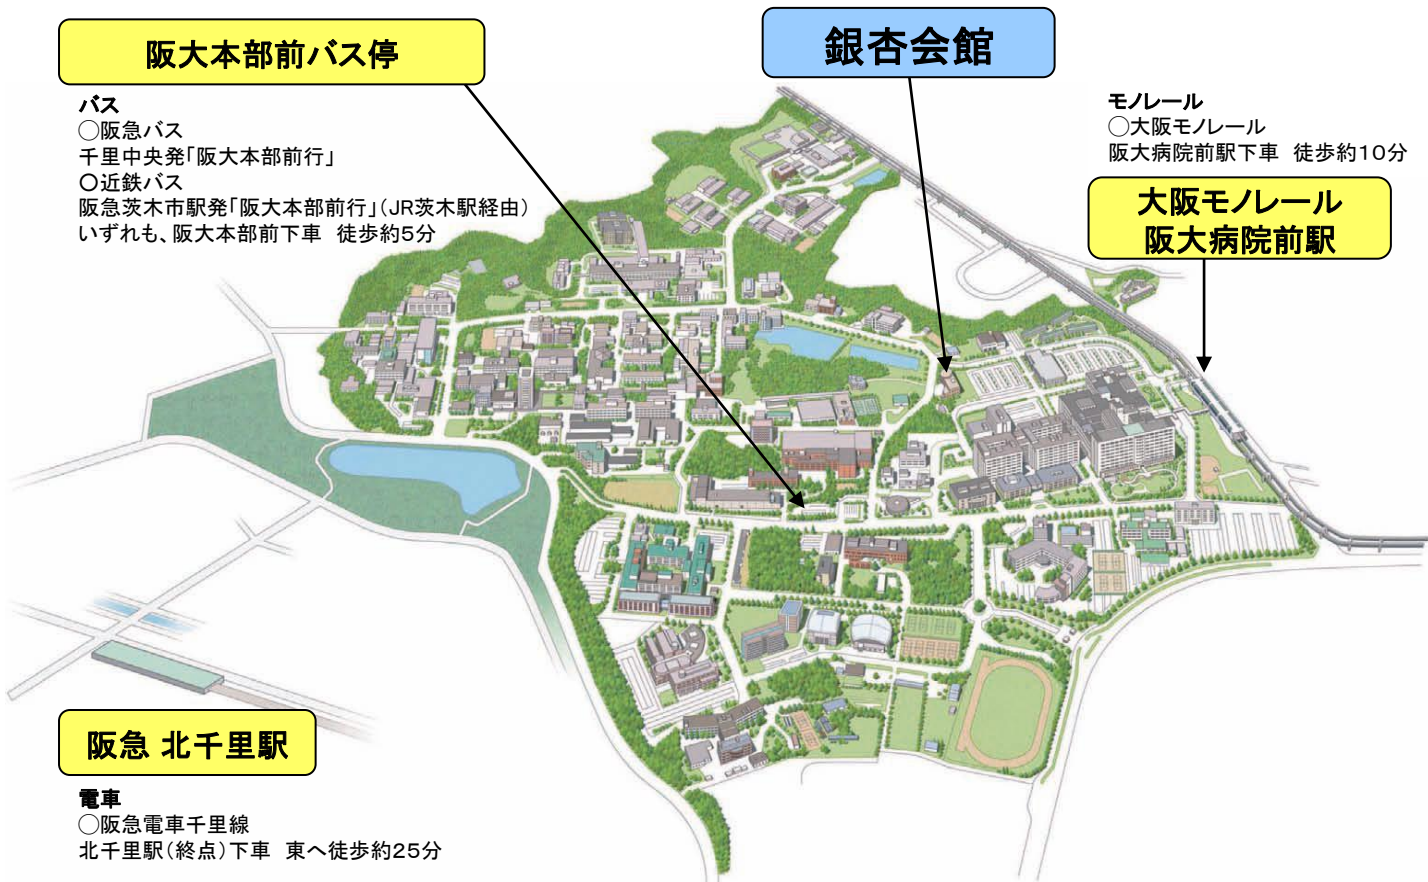 阪大本部前バス停
バス
○阪急バス
千里中央発「阪大本部前行」
○近鉄バス
阪急茨木市駅発「阪大本部前行」(JR茨木駅経由)
いずれも、阪大本部前下車　徒歩約5分
銀杏会館
モノレール
○大阪モノレール
阪大病院前駅下車　徒歩約10分
大阪モノレール
阪大病院前駅
阪急 北千里駅
電車
○阪急電車千里線
北千里駅(終点)下車　東へ徒歩約25分